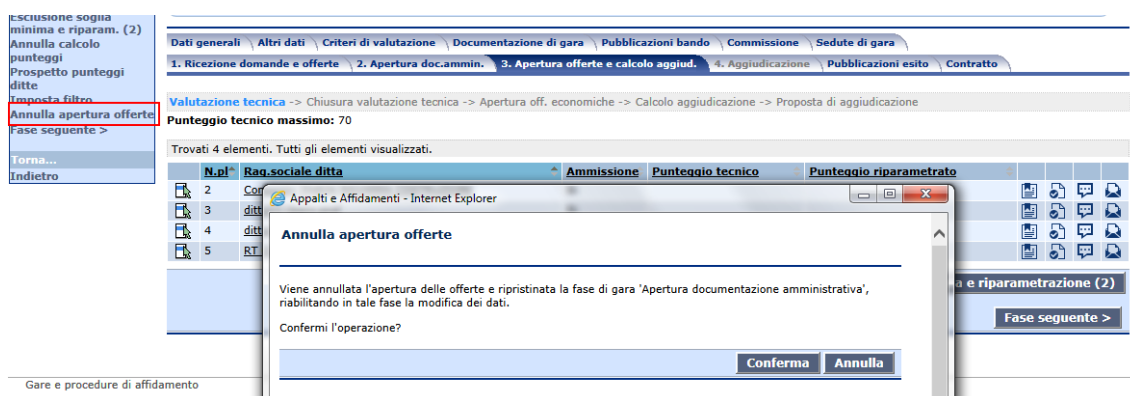 Esclusione soglia
minima e riparam. (2)
Annulla calcolo
punteggi
Prospetto punteggi
ditte
Imposta filtro
Annulla apertura offerte
Fase seguente >
Torna...
Indietro
Dati generali Altri dati Criteri di valutazione Documentazione di gara Pubblicazioni bando Commissione Sedute di gara
1. Ricezione domande e offerte 2. Apertura doc.ammin. 3. Apertura offerte e calcolo aggiud. 4. Aggiudicazione Pubblicazioni esito Contratto
Valutazione tecnica -> Chiusura valutazione tecnica -> Apertura off. economiche -> Calcolo aggiudicazione -> Proposta di aggiudicazione
Punteggio tecnico massimo: 70
Trovati 4 elementi. Tutti gli elementi visualizzati.
N.pl Rag.sociale ditta Ammissione Punteggio tecnico Punteggio riparametrato
2
3 ditt
4 ditt
5 RT
Appalti e Affidamenti - Internet Explorer
Annulla apertura offerte
Viene annullata l'apertura delle offerte e ripristinata la fase di gara 'Apertura documentazione amministrativa',
riabilitando in tale fase la modifica dei dati.
Confermi l'operazione?
Conferma Annulla
a e riparametrazione (2)
Fase seguente >
Gare e procedure di affidamento